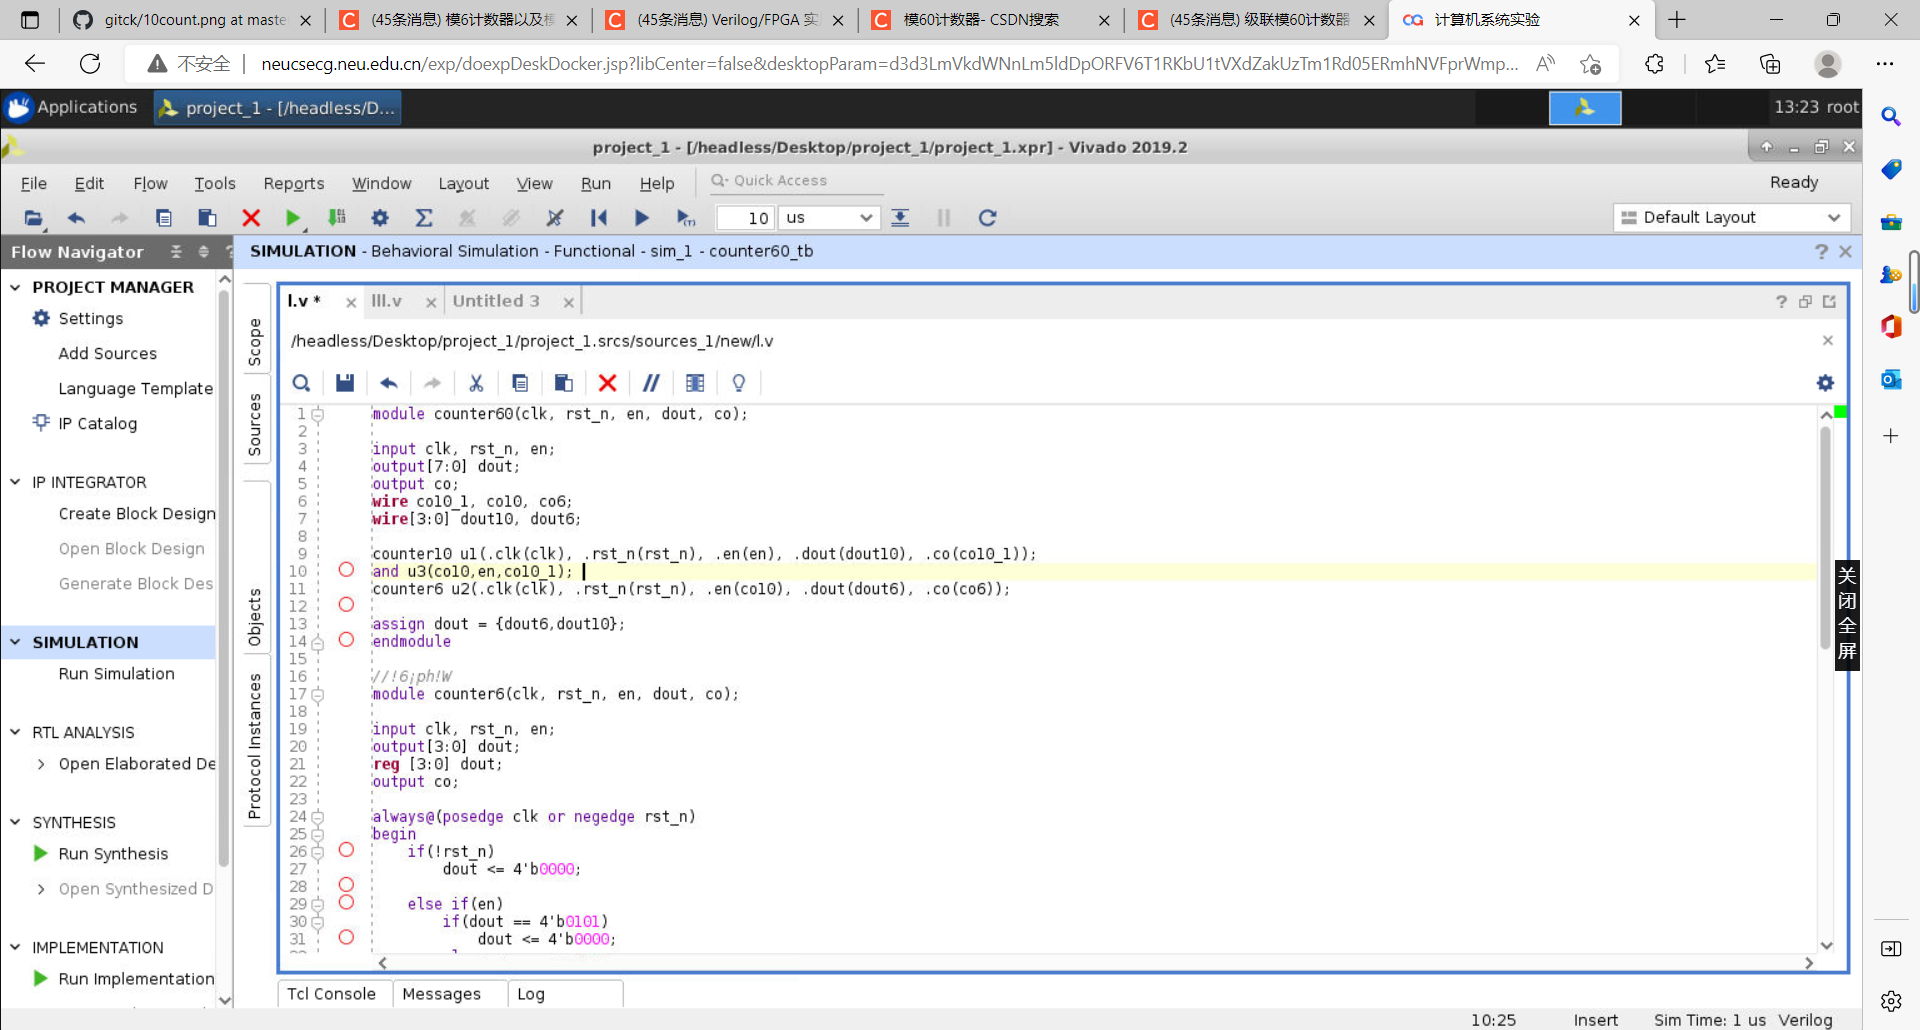 gitck/10count.png at maste
(45条消息) 模6计数器以及模
(45条消息) Verilog/FPGA 实
模60计数器- CSDN搜索
(45条消息) 级联模60计数器
计算机系统实验
不安全
neucsecg.neu.edu.cn/exp/doexpDeskDocker.jsp?libCenter=false&desktopParam=d3d3LmVkdWNnLm5ldDpORFV6T1RKbU1tVXdZakUzTm1Rd05ERmhNVFprWmp...
Applications
project_1 - [/headless/D...
13:23 root
project_1 - [/headless/Desktop/project_1/project_1.xpr] - Vivado 2019.2
File Edit Flow Tools Reports Window Layout View Run Help
Quick Access
Ready
10 us
Default Layout
Flow Navigator
SIMULATION - Behavioral Simulation - Functional - sim_1 - counter60_tb
PROJECT MANAGER
Settings
Add Sources
Language Template
IP Catalog
IP INTEGRATOR
Create Block Design
Open Block Design
Generate Block Des
SIMULATION
Run Simulation
RTL ANALYSIS
Open Elaborated De
SYNTHESIS
Run Synthesis
Open Synthesized D
IMPLEMENTATION
Run Implementation
Scope
Sources
Objects
Protocol Instances
l.v *
lll.v
Untitled 3
/headless/Desktop/project_1/project_1.srcs/sources_1/new/l.v
1 module counter60(clk, rst_n, en, dout, co);
2
3 input clk, rst_n, en;
4 output[7:0] dout;
5 output co;
6 wire co10_1, co10, co6;
7 wire[3:0] dout10, dout6;
8
9 counter10 u1(.clk(clk), .rst_n(rst_n), .en(en), .dout(dout10), .co(co10_1));
10 and u3(co10,en,co10_1);
11 counter6 u2(.clk(clk), .rst_n(rst_n), .en(co10), .dout(dout6), .co(co6));
12
13 assign dout = {dout6,dout10};
14 endmodule
15
16 //!6¡ph!W
17 module counter6(clk, rst_n, en, dout, co);
18
19 input clk, rst_n, en;
20 output[3:0] dout;
21 reg [3:0] dout;
22 output co;
23
24 always@(posedge clk or negedge rst_n)
25 begin
26 if(!rst_n)
27 dout <= 4'b0000;
28
29 else if(en)
30 if(dout == 4'b0101)
31 dout <= 4'b0000;
关闭全屏
Tcl Console
Messages
Log
10:25
Insert
Sim Time: 1 us
Verilog